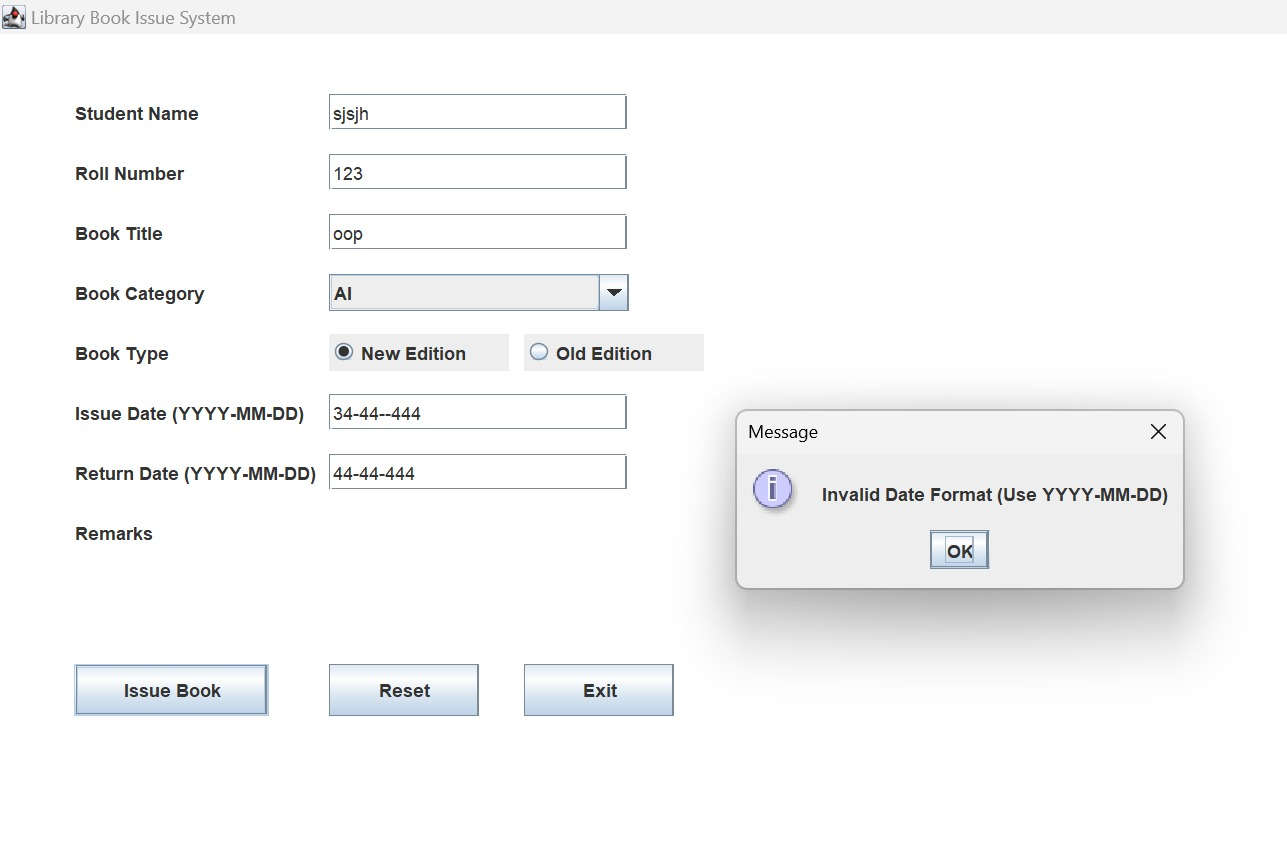 Library Book Issue System
Student Name sjsjh
Roll Number 123
Book Title oop
Book Category AI
Book Type New Edition Old Edition
Issue Date (YYYY-MM-DD) 34-44--444
Return Date (YYYY-MM-DD) 44-44-444
Remarks
Message
Invalid Date Format (Use YYYY-MM-DD)
OK
Issue Book Reset Exit